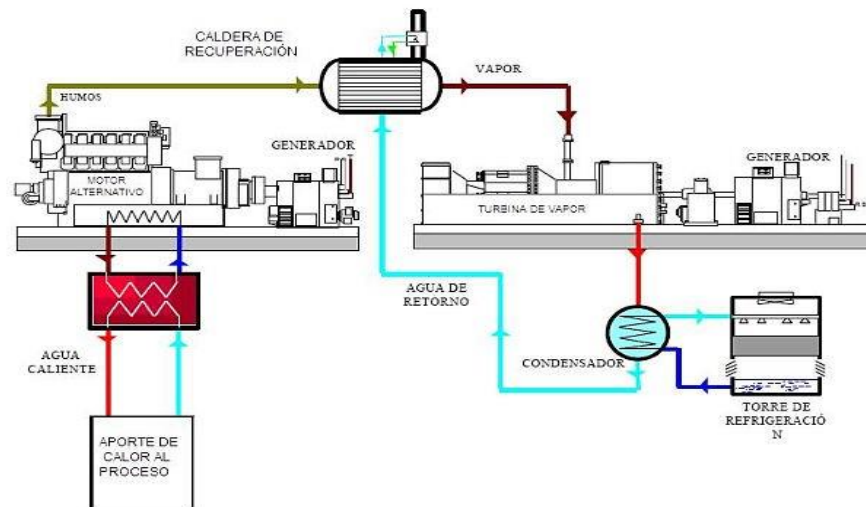 CALDERA DE
RECUPERACIÓN
VAPOR
HUMOS
GENERADOR
MOTOR
ALTERNATIVO
GENERADOR
TURBINA DE VAPOR
AGUA DE
RETORNO
AGUA
CALIENTE
CONDENSADOR
TORRE DE
REFRIGERACIÓ
N
APORTE DE
CALOR AL
PROCESO